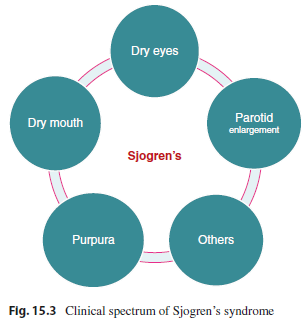 Dry eyes
Dry mouth
Parotid
enlargement
Sjogren's
Purpura
Others
Fig. 15.3 Clinical spectrum of Sjogren's syndrome